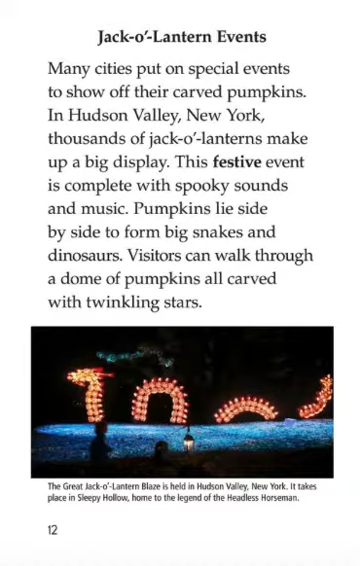 Jack-o’-Lantern Events
Many cities put on special events
to show off their carved pumpkins.
In Hudson Valley, New York,
thousands of jack-o’-lanterns make
up a big display. This festive event
is complete with spooky sounds
and music. Pumpkins lie side
by side to form big snakes and
dinosaurs. Visitors can walk through
a dome of pumpkins all carved
with twinkling stars.
The Great Jack-o’-Lantern Blaze is held in Hudson Valley, New York. It takes
place in Sleepy Hollow, home to the legend of the Headless Horseman.
12